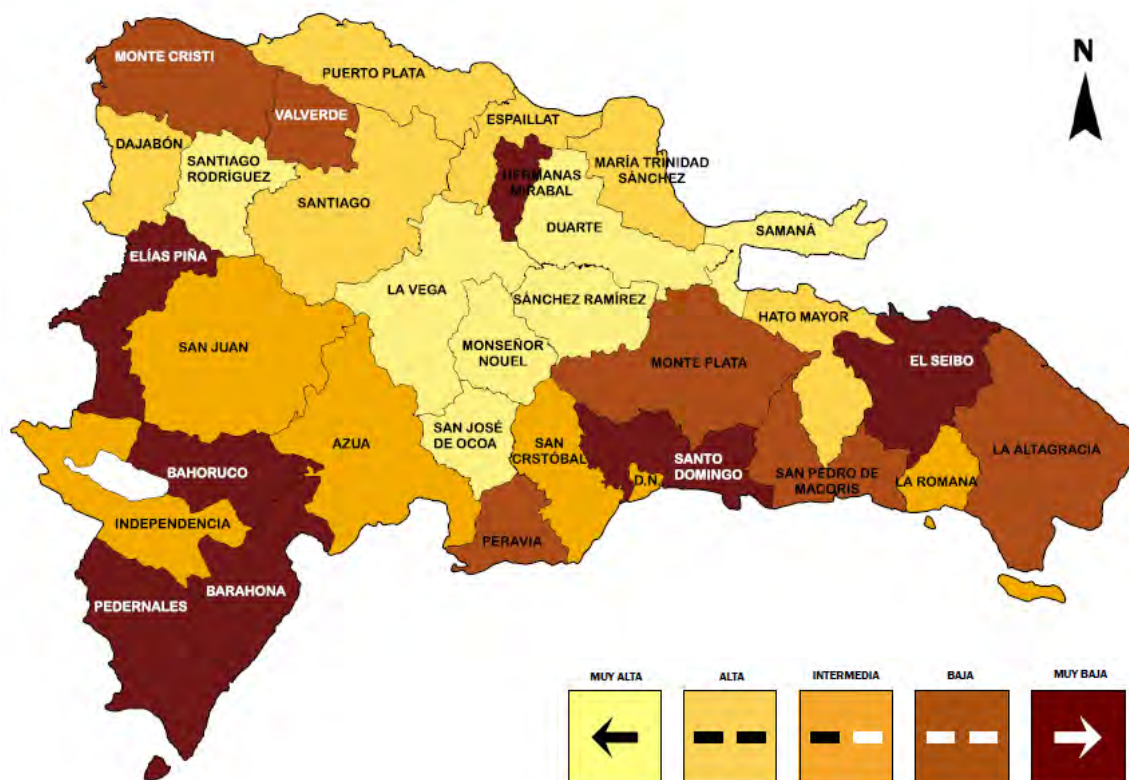 N
MONTE CRISTI
PUERTO PLATA
VALVERDE
ESPAILLAT
DAJABÓN
SANTIAGO
RODRÍGUEZ
MARÍA TRINIDAD
SÁNCHEZ
HERMANAS
MIRABAL
SANTIAGO
DUARTE
SAMANÁ
ELÍAS PIÑA
LA VEGA
SÁNCHEZ RAMÍREZ
HATO MAYOR
SAN JUAN
MONSEÑOR
NOUEL
MONTE PLATA
EL SEIBO
AZUA
SAN JOSÉ
DE OCOA
SAN
CRSTÓBAL
SANTO
DOMINGO
LA ALTAGRACIA
BAHORUCO
D.N.
SAN PEDRO DE
MACORIS
LA ROMANA
INDEPENDENCIA
PERAVIA
BARAHONA
PEDERNALES
MUY ALTA
ALTA
INTERMEDIA
BAJA
MUY BAJA